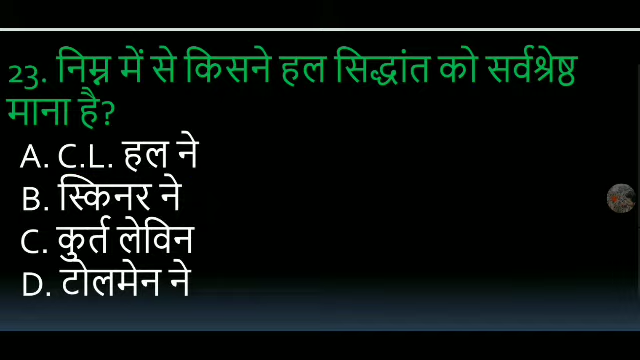 23. निम्न में से किसने हल सिद्धांत को सर्वश्रेष्ठ
माना है?
A. C.L. हल ने
B. स्किनर ने
C. कुर्त लेविन
D. टोलमेन ने